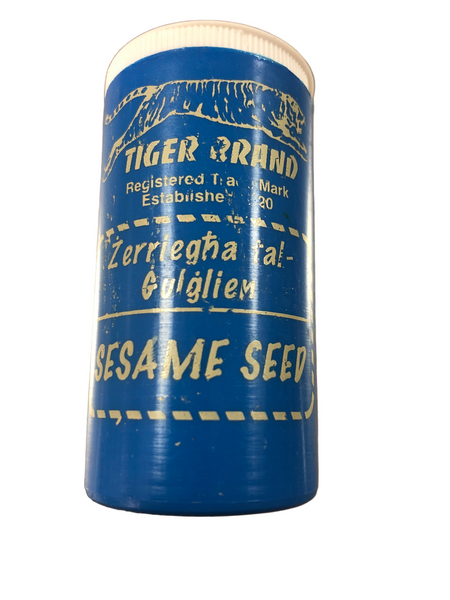 TIGER BRAND
Registered Trade Mark
Established
Żerriegħa tal-
Ġulġlien
SESAME SEED